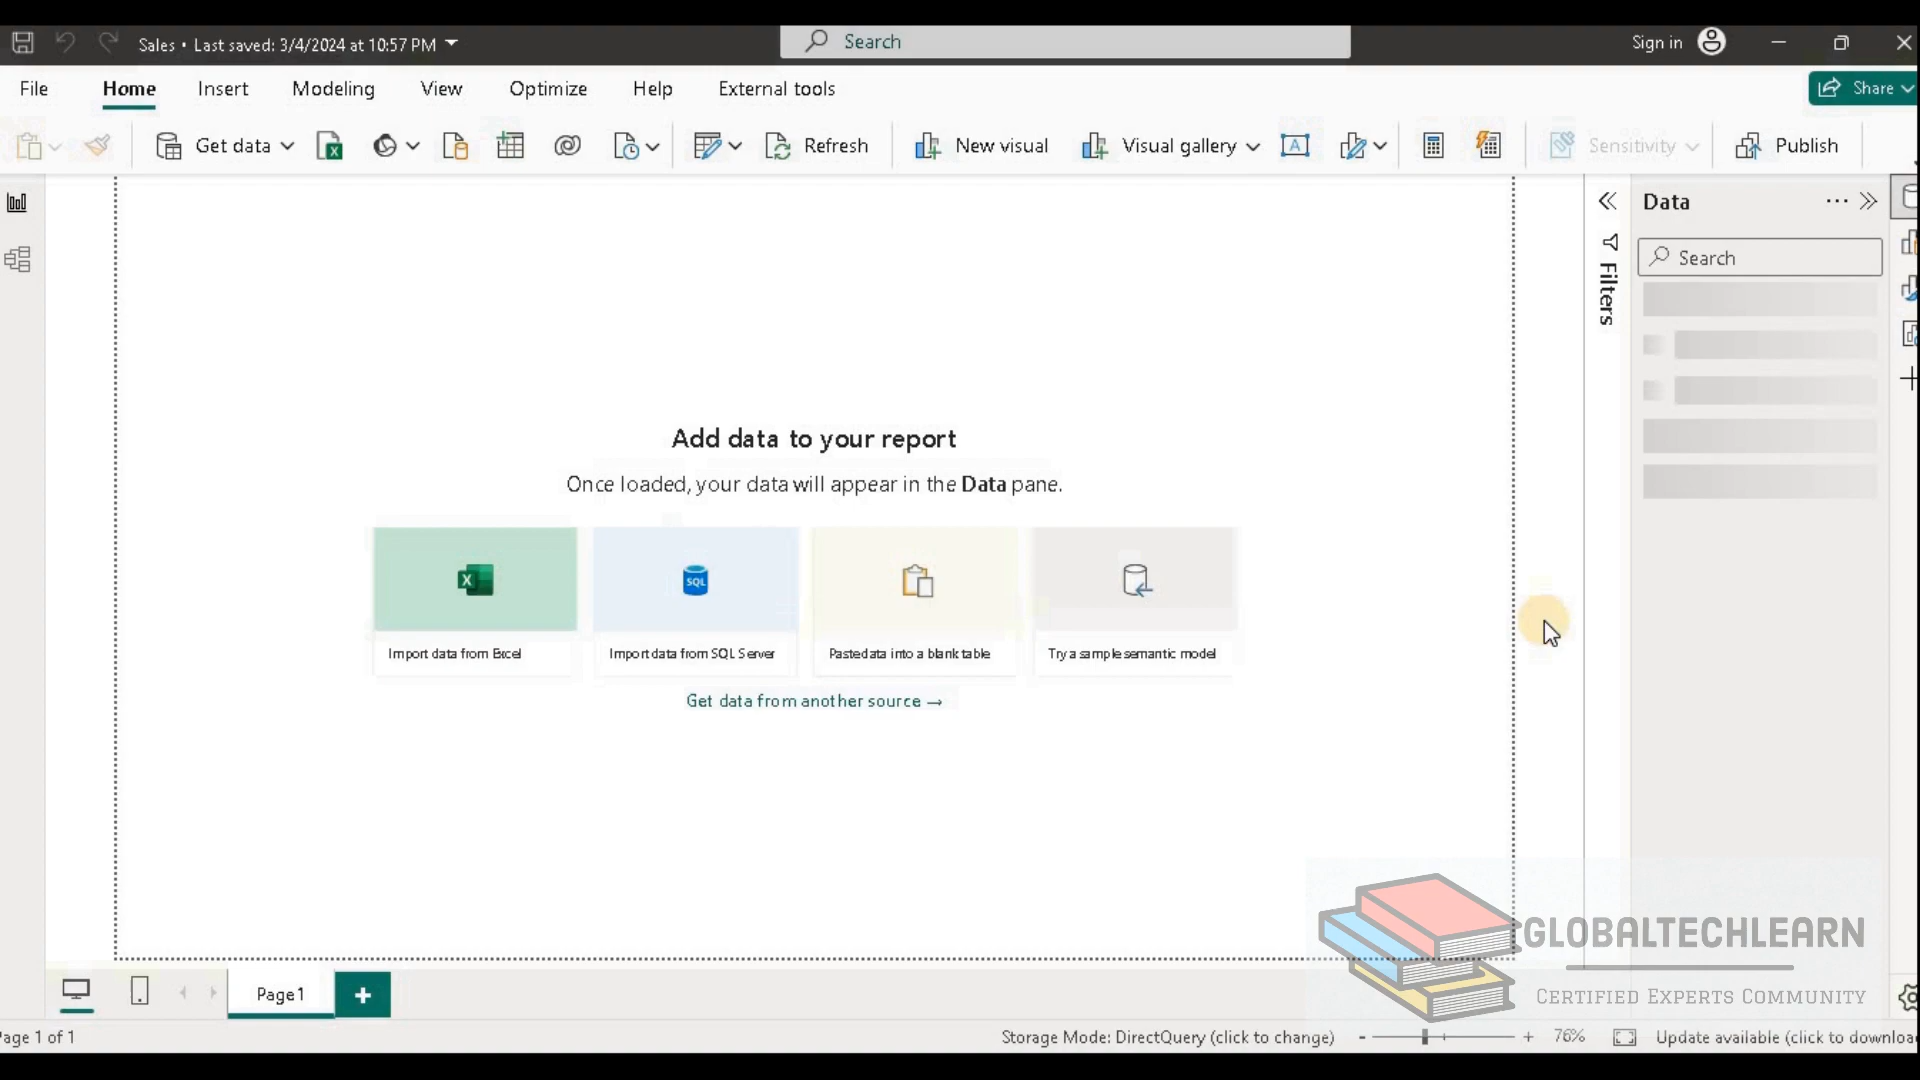 Sales • Last saved: 3/4/2024 at 10:57 PM
Search
Sign in
File
Home
Insert
Modeling
View
Optimize
Help
External tools
Share
Get data
Refresh
New visual
Visual gallery
A
Sensitivity
Publish
Data
Search
Filters
Add data to your report
Once loaded, your data will appear in the Data pane.
X
SQL
Import data from Excel
Import data from SQL Server
Paste data into a blank table
Try a sample semantic model
Get data from another source →
GLOBALTECHLEARN
CERTIFIED EXPERTS COMMUNITY
Page 1
Page 1 of 1
Storage Mode: DirectQuery (click to change)
- + 76%
Update available (click to downloa